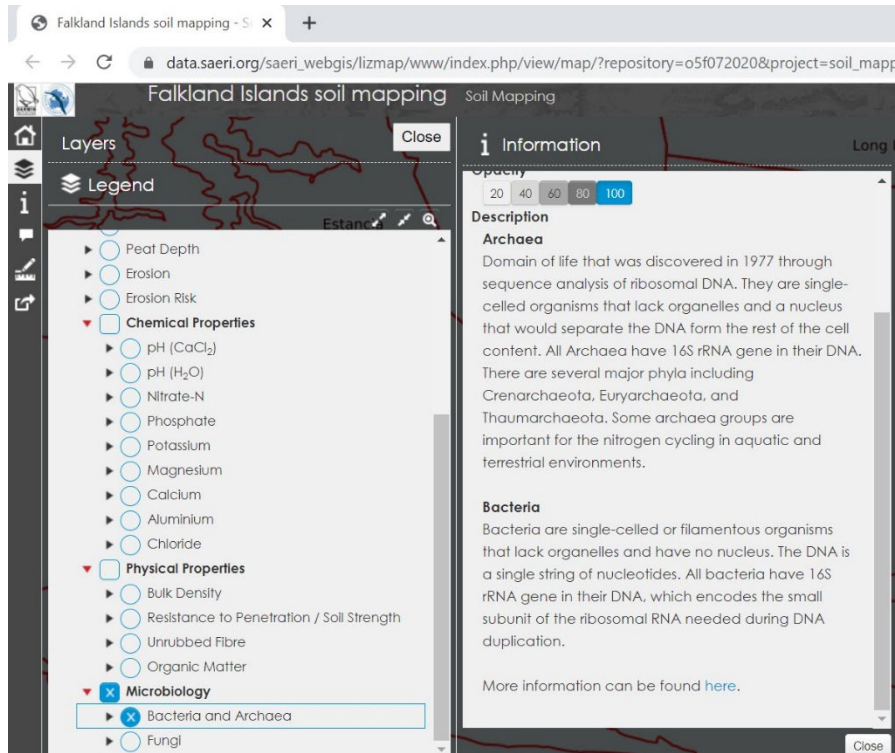 Falkland Islands soil mapping - S
data.saeri.org/saeri_webgis/lizmap/www/index.php/view/map/?repository=o5f072020&project=soil_mapp
Falkland Islands soil mapping Soil Mapping
Layers
Close
Legend
Estancia
Peat Depth
Erosion
Erosion Risk
Chemical Properties
pH (CaCl₂)
pH (H₂O)
Nitrate-N
Phosphate
Potassium
Magnesium
Calcium
Aluminium
Chloride
Physical Properties
Bulk Density
Resistance to Penetration / Soil Strength
Unrubbed Fibre
Organic Matter
Microbiology
Bacteria and Archaea
Fungi
Information
Long
Opacity
20 40 60 80 100
Description
Archaea
Domain of life that was discovered in 1977 through
sequence analysis of ribosomal DNA. They are single-
celled organisms that lack organelles and a nucleus
that would separate the DNA form the rest of the cell
content. All Archaea have 16S rRNA gene in their DNA.
There are several major phyla including
Crenarchaeota, Euryarchaeota, and
Thaumarchaeota. Some archaea groups are
important for the nitrogen cycling in aquatic and
terrestrial environments.
Bacteria
Bacteria are single-celled or filamentous organisms
that lack organelles and have no nucleus. The DNA is
a single string of nucleotides. All bacteria have 16S
rRNA gene in their DNA, which encodes the small
subunit of the ribosomal RNA needed during DNA
duplication.
More information can be found here.
Close